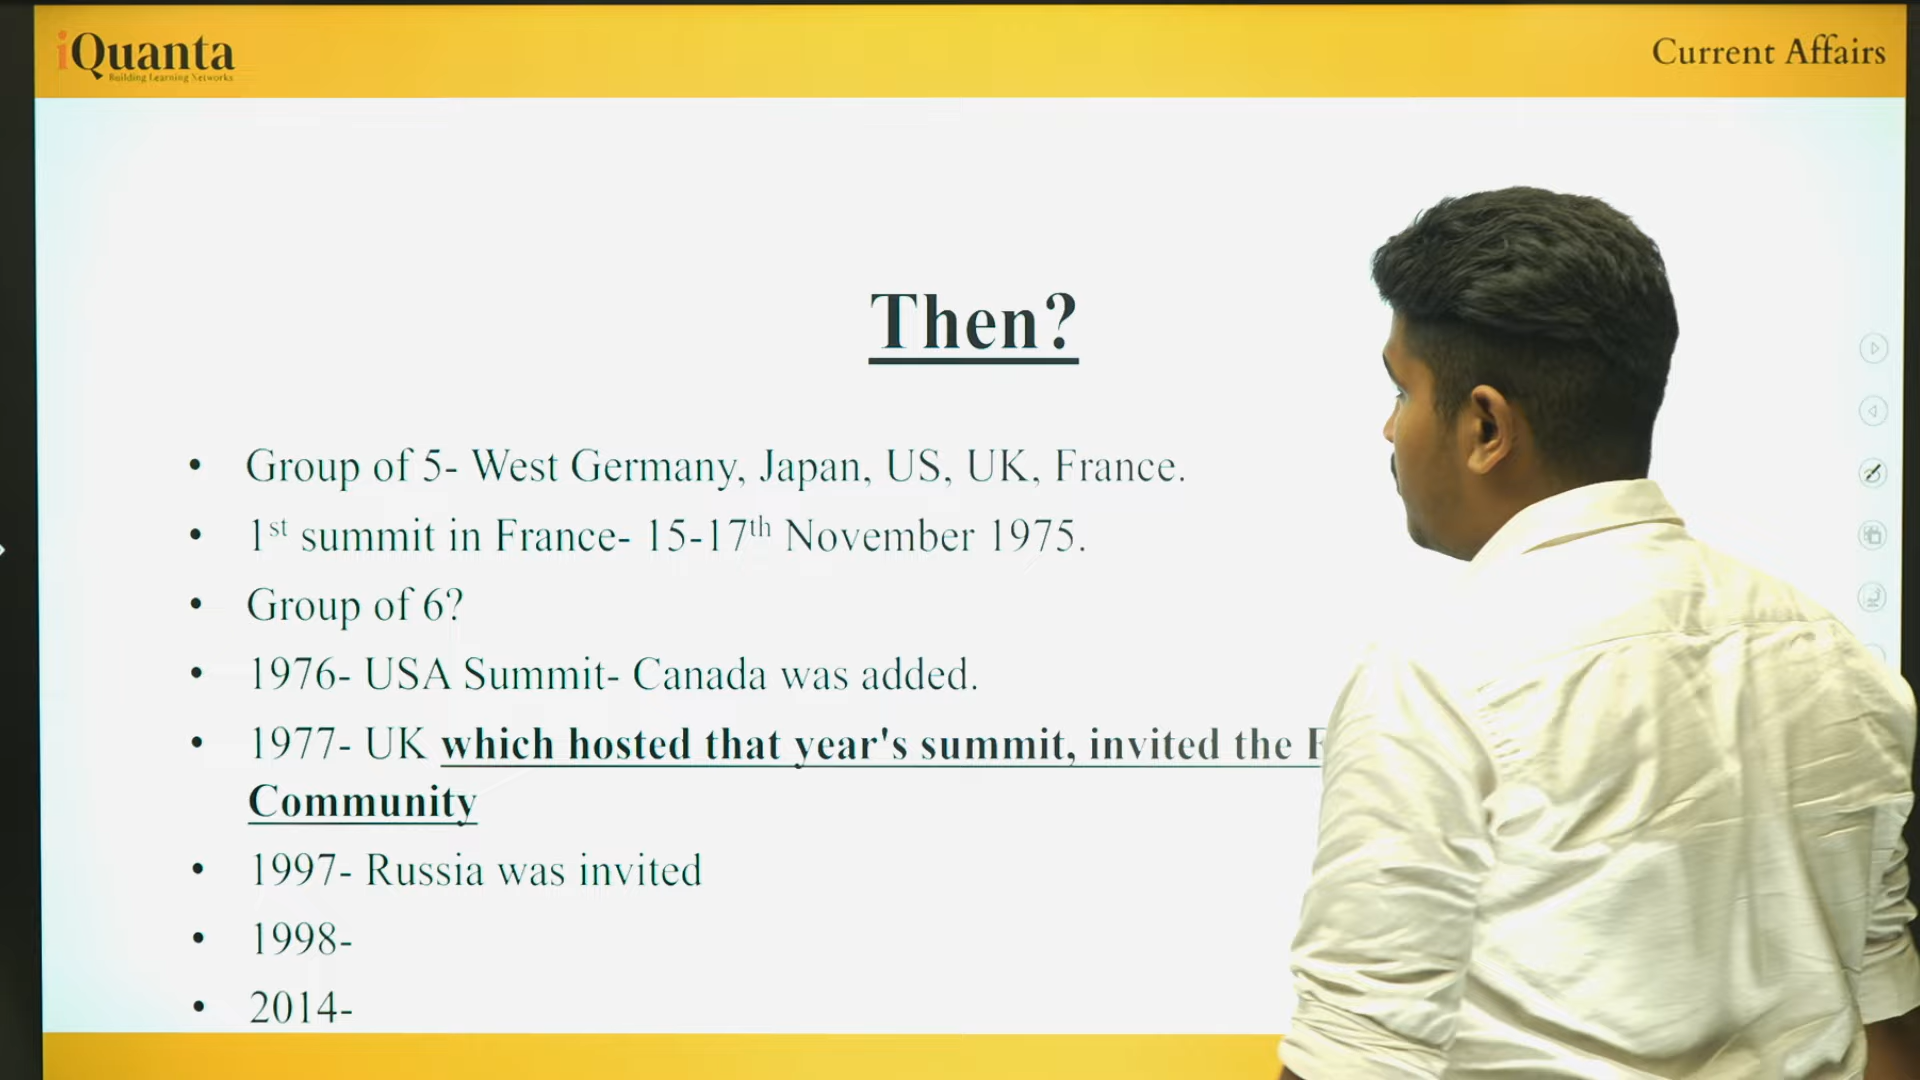 iQuanta
Building Learning Networks
Current Affairs
Then?
• Group of 5- West Germany, Japan, US, UK, France.
• 1st summit in France- 15-17th November 1975.
• Group of 6?
• 1976- USA Summit- Canada was added.
• 1977- UK which hosted that year's summit, invited the
Community
• 1997- Russia was invited
• 1998-
• 2014-